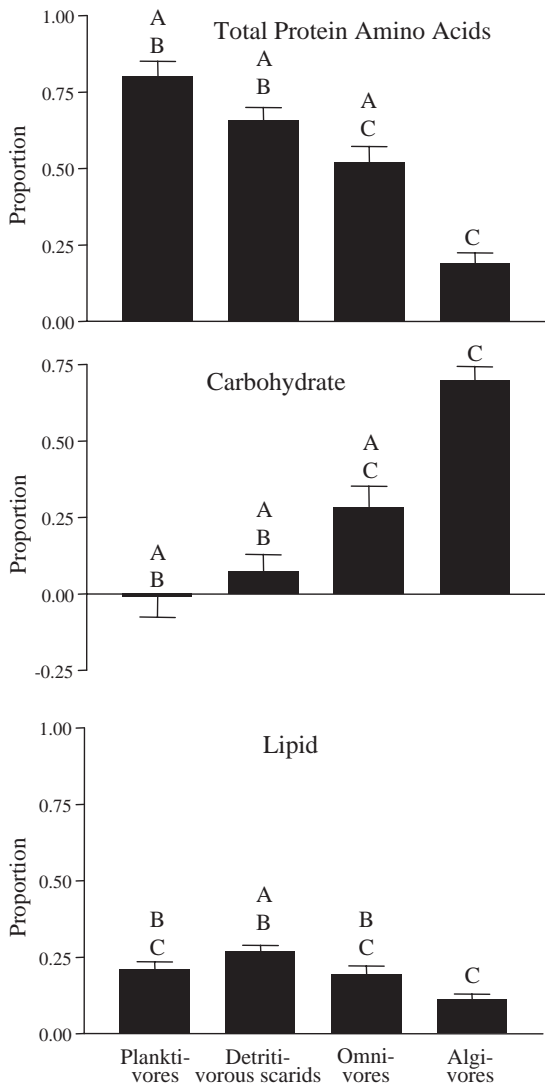 Total Protein Amino Acids
Proportion
1.00
0.75
0.50
0.25
0.00
A
B
A
B
A
C
C
Carbohydrate
Proportion
0.75
0.50
0.25
0.00
-0.25
A
B
A
B
A
C
C
Lipid
Proportion
1.00
0.75
0.50
0.25
0.00
B
C
A
B
B
C
C
Plankti-
vores
Detriti-
vorous scarids
Omni-
vores
Algi-
vores